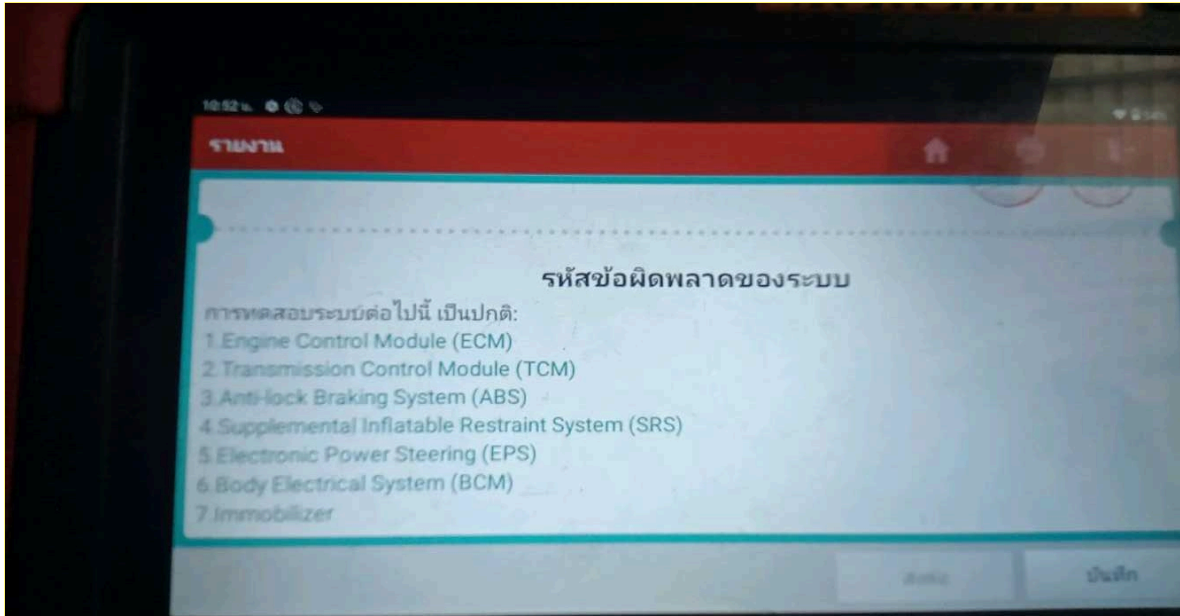 10:52 น.
รายงาน
รหัสข้อผิดพลาดของระบบ
การทดสอบระบบต่อไปนี้ เป็นปกติ:
1.Engine Control Module (ECM)
2.Transmission Control Module (TCM)
3.Anti-lock Braking System (ABS)
4.Supplemental Inflatable Restraint System (SRS)
5.Electronic Power Steering (EPS)
6.Body Electrical System (BCM)
7.Immobilizer
บันทึก